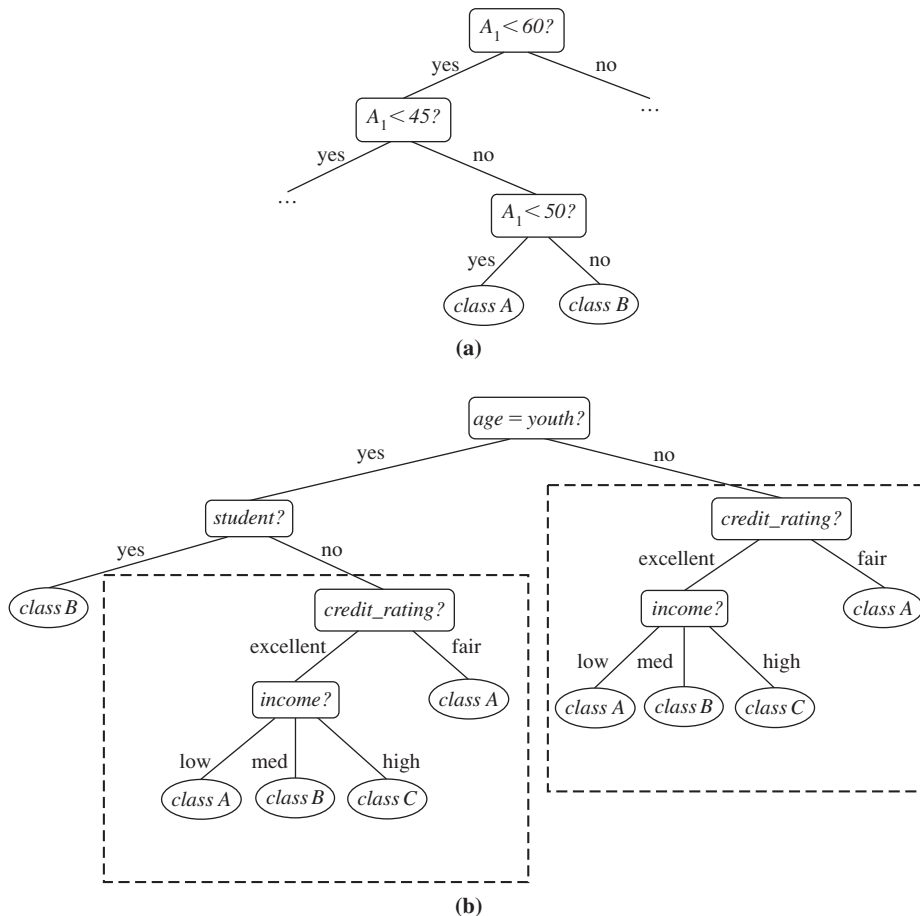 A1 < 60?
yes
no
...
A1 < 45?
yes
no
...
A1 < 50?
yes
no
class A
class B
(a)
age = youth?
yes
no
student?
credit_rating?
yes
no
excellent
fair
class B
credit_rating?
income?
class A
excellent
fair
low
med
high
income?
class A
class A
class B
class C
low
med
high
class A
class B
class C
(b)